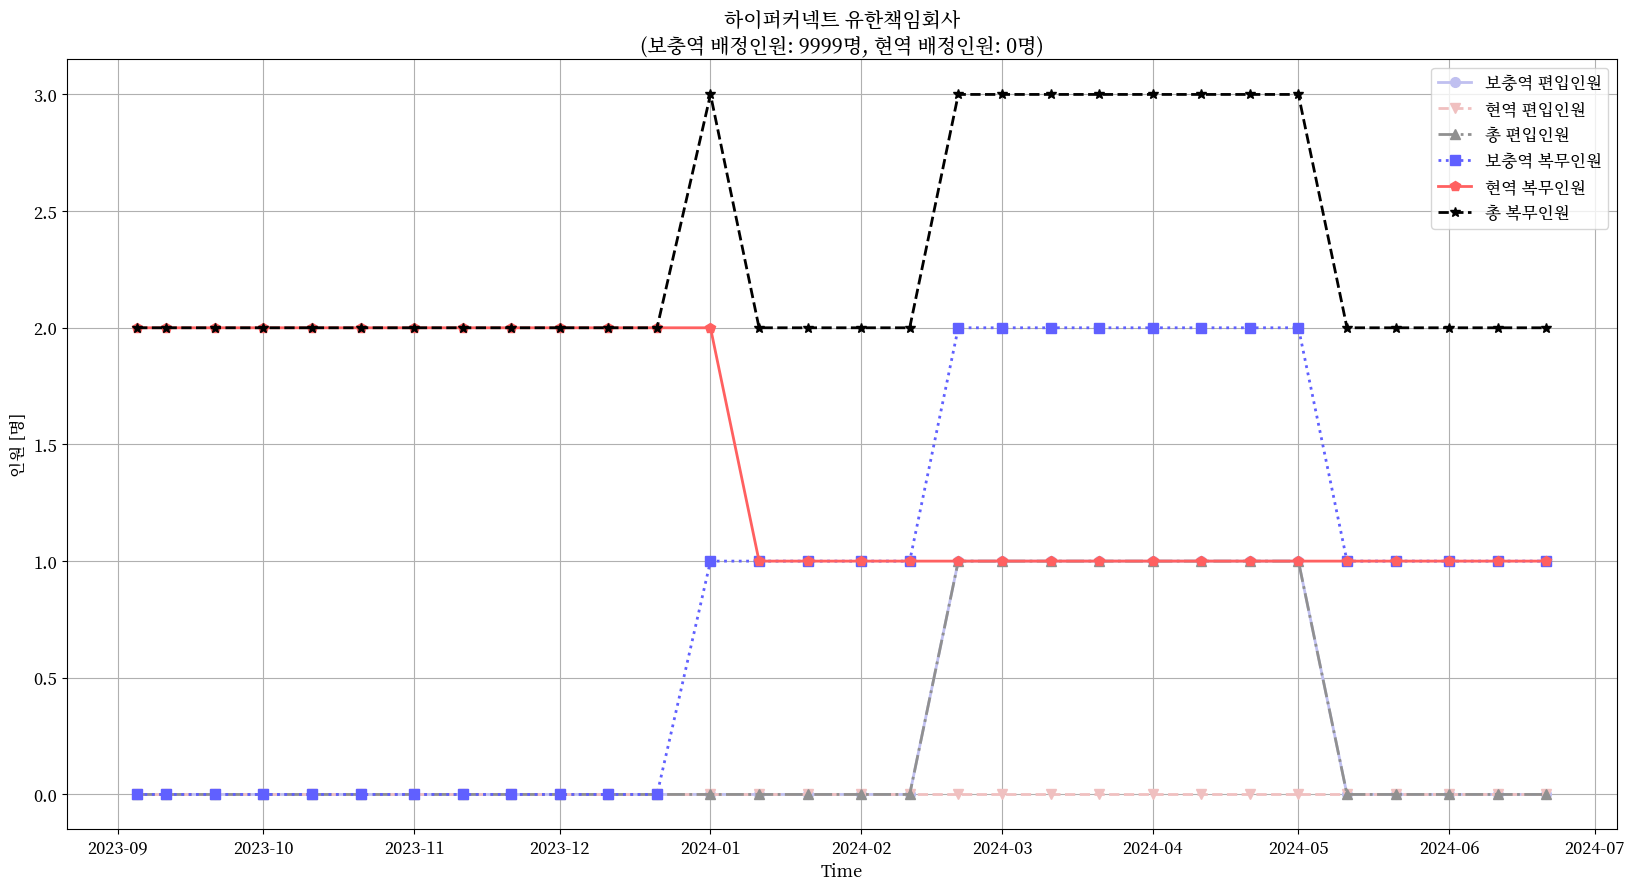 하이퍼커넥트 유한책임회사
(보충역 배정인원: 9999명, 현역 배정인원: 0명)
보충역 편입인원
현역 편입인원
총 편입인원
보충역 복무인원
현역 복무인원
총 복무인원
인원 [명]
3.0
2.5
2.0
1.5
1.0
0.5
0.0
2023-09
2023-10
2023-11
2023-12
2024-01
2024-02
2024-03
2024-04
2024-05
2024-06
2024-07
Time